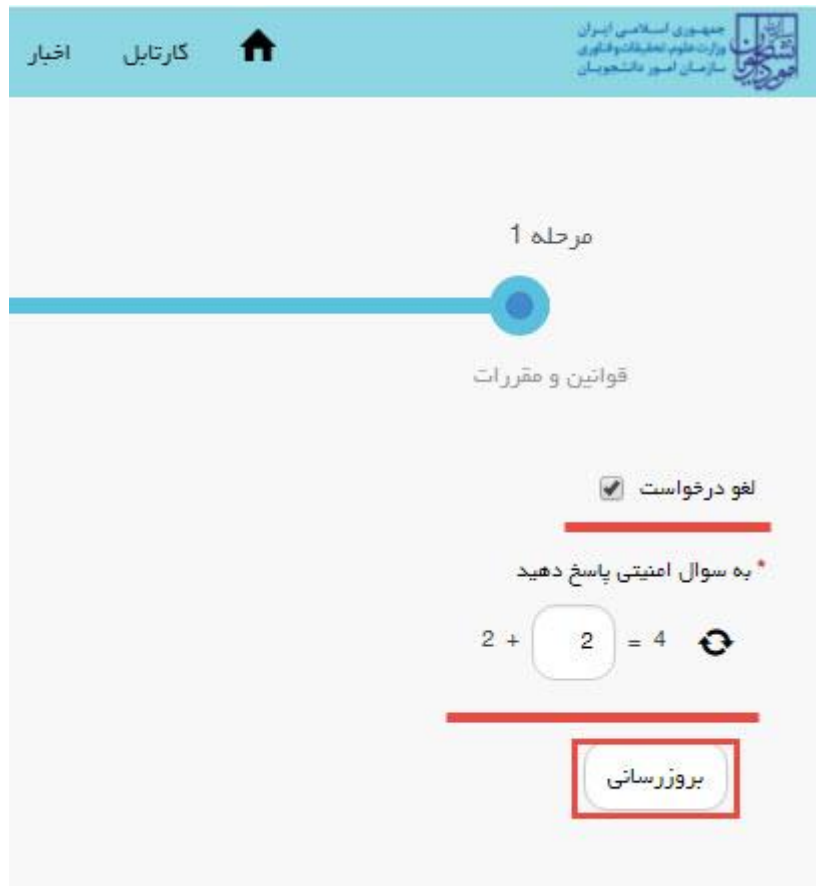 جمهوری اسلامی ایران
وزارت علوم، تحقیقات و فناوری
سازمان امور دانشجویان
کارتابل
اخبار
مرحله 1
قوانین و مقررات
لغو درخواست
* به سوال امنیتی پاسخ دهید
2 + 2 = 4
بروزرسانی